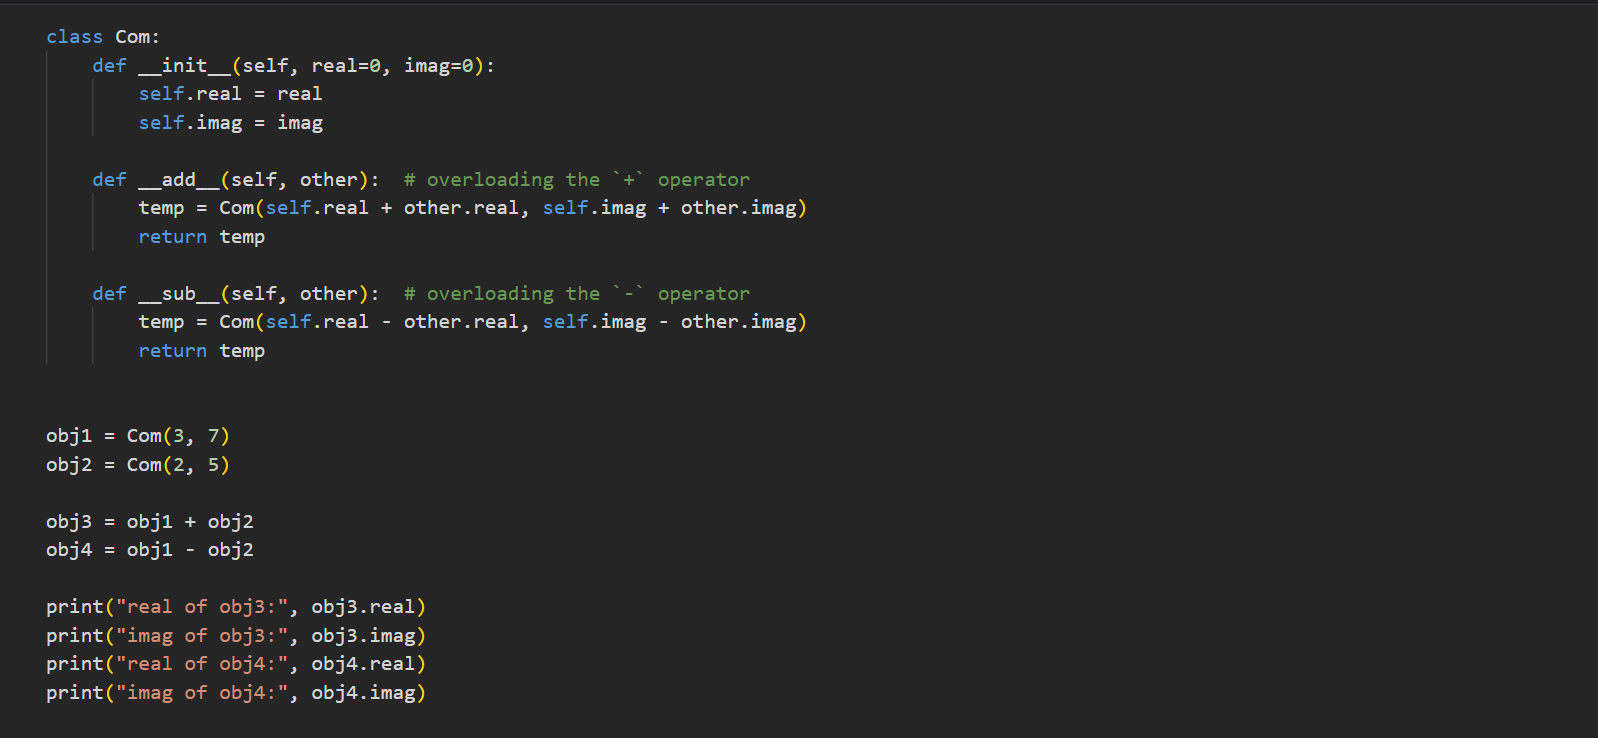 class Com:
    def __init__(self, real=0, imag=0):
        self.real = real
        self.imag = imag
    def __add__(self, other):  # overloading the `+` operator
        temp = Com(self.real + other.real, self.imag + other.imag)
        return temp
    def __sub__(self, other):  # overloading the `-` operator
        temp = Com(self.real - other.real, self.imag - other.imag)
        return temp
obj1 = Com(3, 7)
obj2 = Com(2, 5)
obj3 = obj1 + obj2
obj4 = obj1 - obj2
print("real of obj3:", obj3.real)
print("imag of obj3:", obj3.imag)
print("real of obj4:", obj4.real)
print("imag of obj4:", obj4.imag)